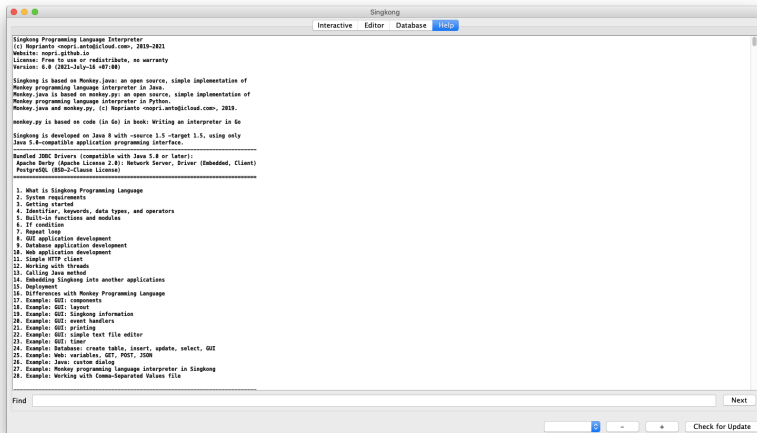 Singkong
Interactive Editor Database Help
Singkong Programming Language Interpreter
(c) Noprianto <nopri.anto@icloud.com>, 2019-2021
Website: nopri.github.io
License: Free to use or redistribute, no warranty
Version: 6.0 (2021-July-16 +07:00)
Singkong is based on Monkey.java: an open source, simple implementation of
Monkey programming language interpreter in Java.
Monkey.java is based on monkey.py: an open source, simple implementation of
Monkey programming language interpreter in Python.
Monkey.java and monkey.py, (c) Noprianto <nopri.anto@icloud.com>, 2019.
monkey.py is based on code (in Go) in book: Writing an interpreter in Go
Singkong is developed on Java 8 with -source 1.5 -target 1.5, using only
Java 5.0-compatible application programming interface.
Bundled JDBC Drivers (compatible with Java 5.0 or later):
Apache Derby (Apache License 2.0): Network Server, Driver (Embedded, Client)
PostgreSQL (BSD-2-Clause License)
1. What is Singkong Programming Language
2. System requirements
3. Getting started
4. Identifier, keywords, data types, and operators
5. Built-in functions and modules
6. If condition
7. Repeat loop
8. GUI application development
9. Database application development
10. Web application development
11. Simple HTTP client
12. Working with threads
13. Calling Java method
14. Embedding Singkong into another applications
15. Deployment
16. Differences with Monkey Programming Language
17. Example: GUI: components
18. Example: GUI: layout
19. Example: GUI: Singkong information
20. Example: GUI: event handlers
21. Example: GUI: printing
22. Example: GUI: simple text file editor
23. Example: GUI: timer
24. Example: Database: create table, insert, update, select, GUI
25. Example: Web: variables, GET, POST, JSON
26. Example: Java: custom dialog
27. Example: Monkey programming language interpreter in Singkong
28. Example: Working with Comma-Separated Values file
Find Next
- + Check for Update